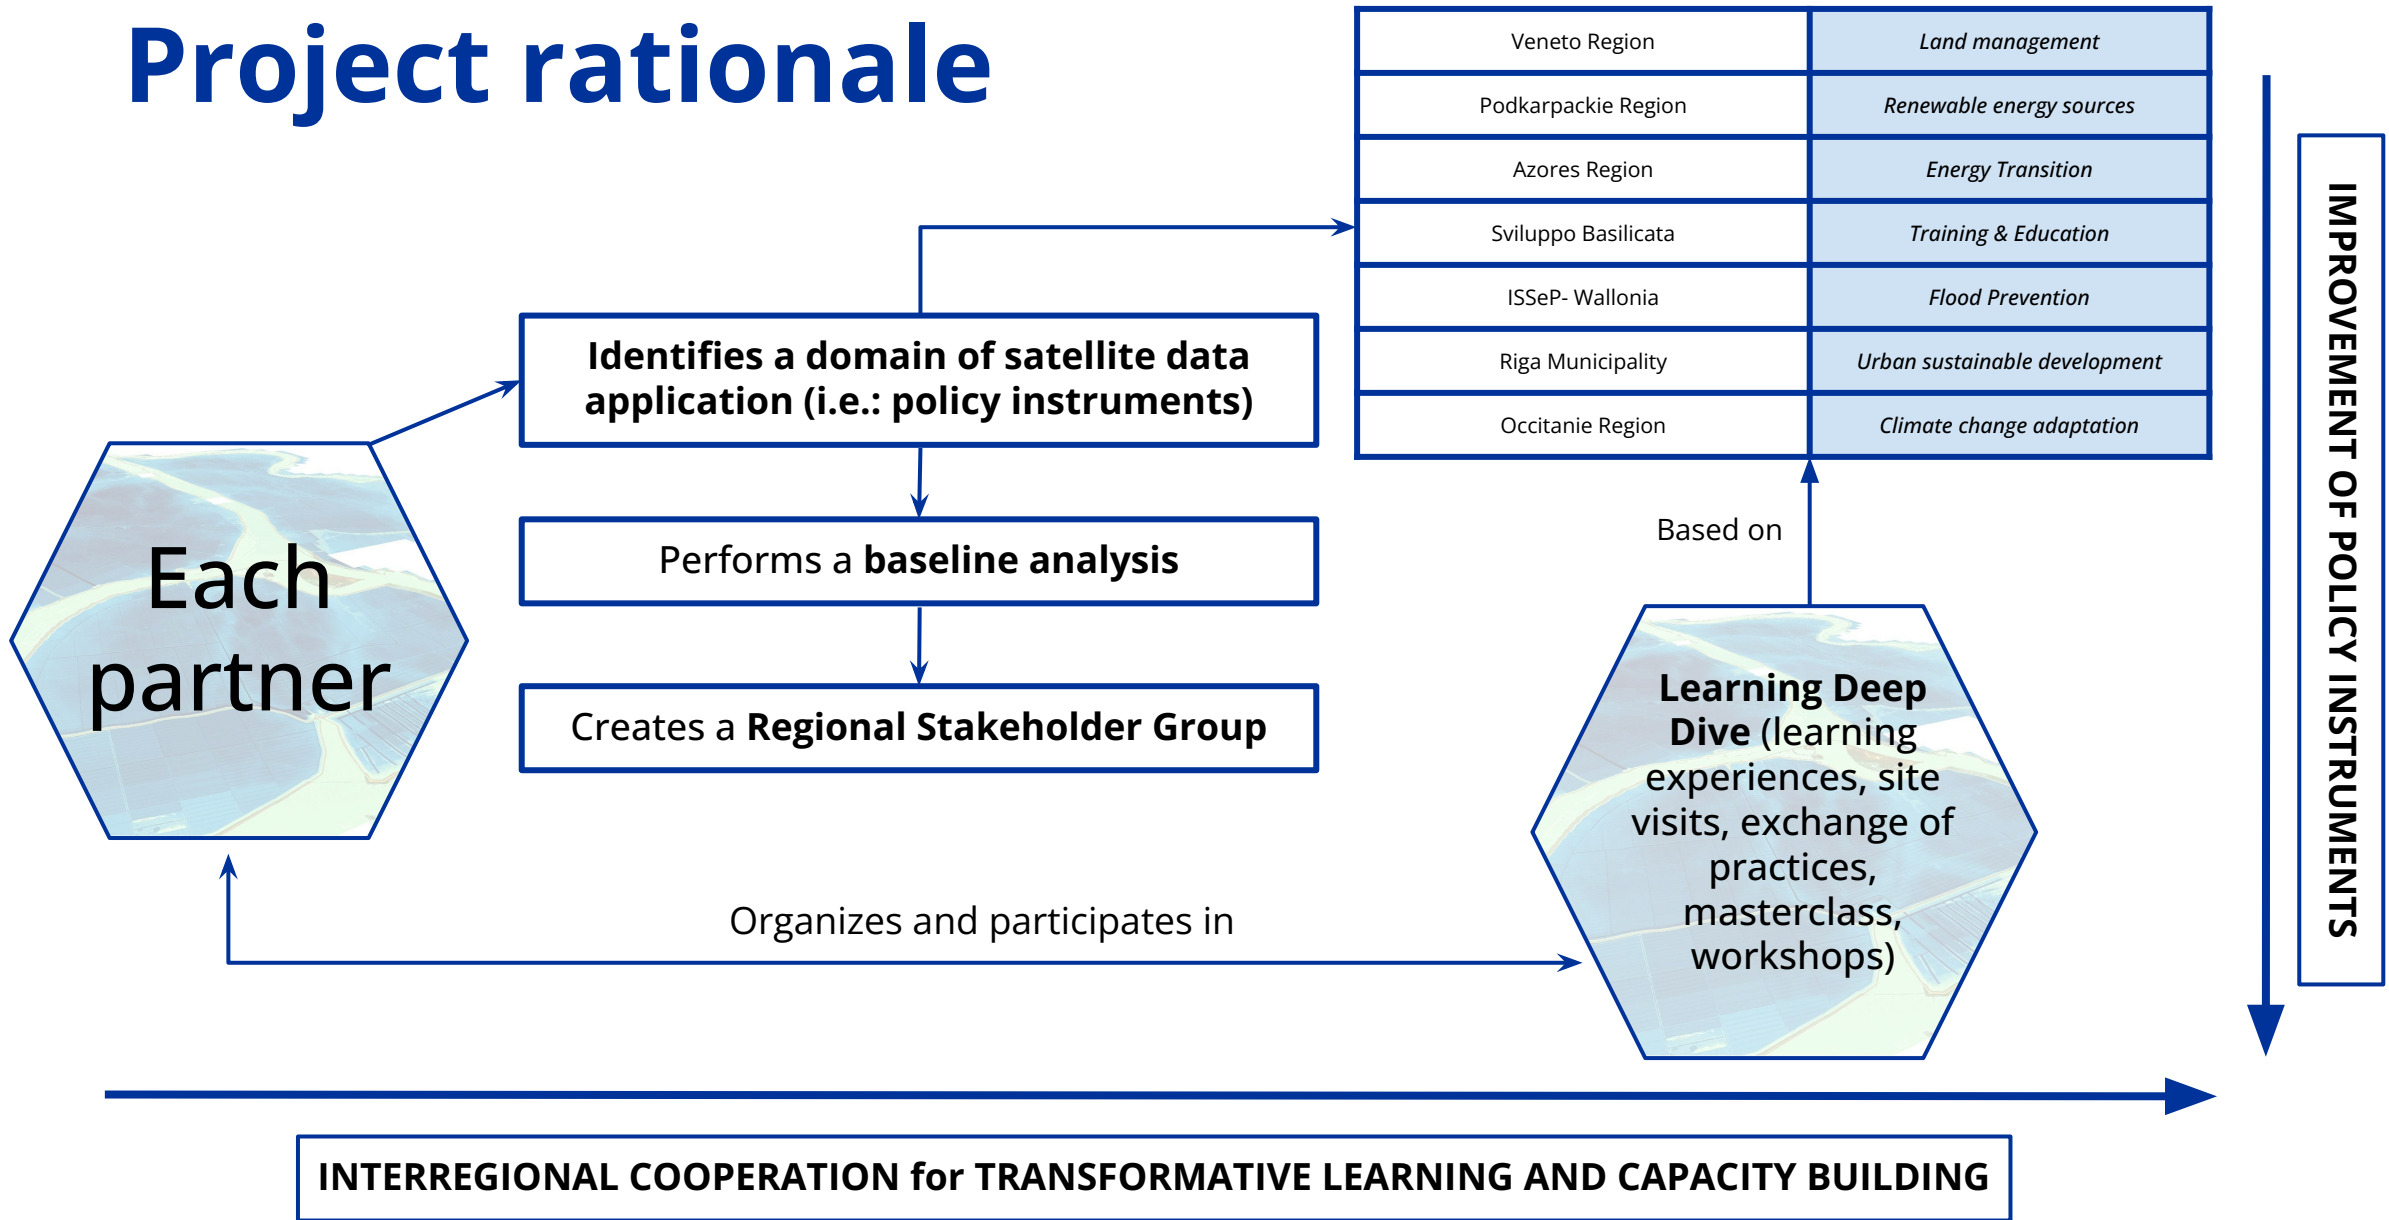 Project rationale
Veneto Region
Land management
Podkarpackie Region
Renewable energy sources
Azores Region
Energy Transition
Sviluppo Basilicata
Training & Education
ISSeP- Wallonia
Flood Prevention
Riga Municipality
Urban sustainable development
Occitanie Region
Climate change adaptation
Identifies a domain of satellite data
application (i.e.: policy instruments)
Performs a baseline analysis
Creates a Regional Stakeholder Group
Each
partner
Based on
Learning Deep
Dive (learning
experiences, site
visits, exchange of
practices,
masterclass,
workshops)
Organizes and participates in
IMPROVEMENT OF POLICY INSTRUMENTS
INTERREGIONAL COOPERATION for TRANSFORMATIVE LEARNING AND CAPACITY BUILDING